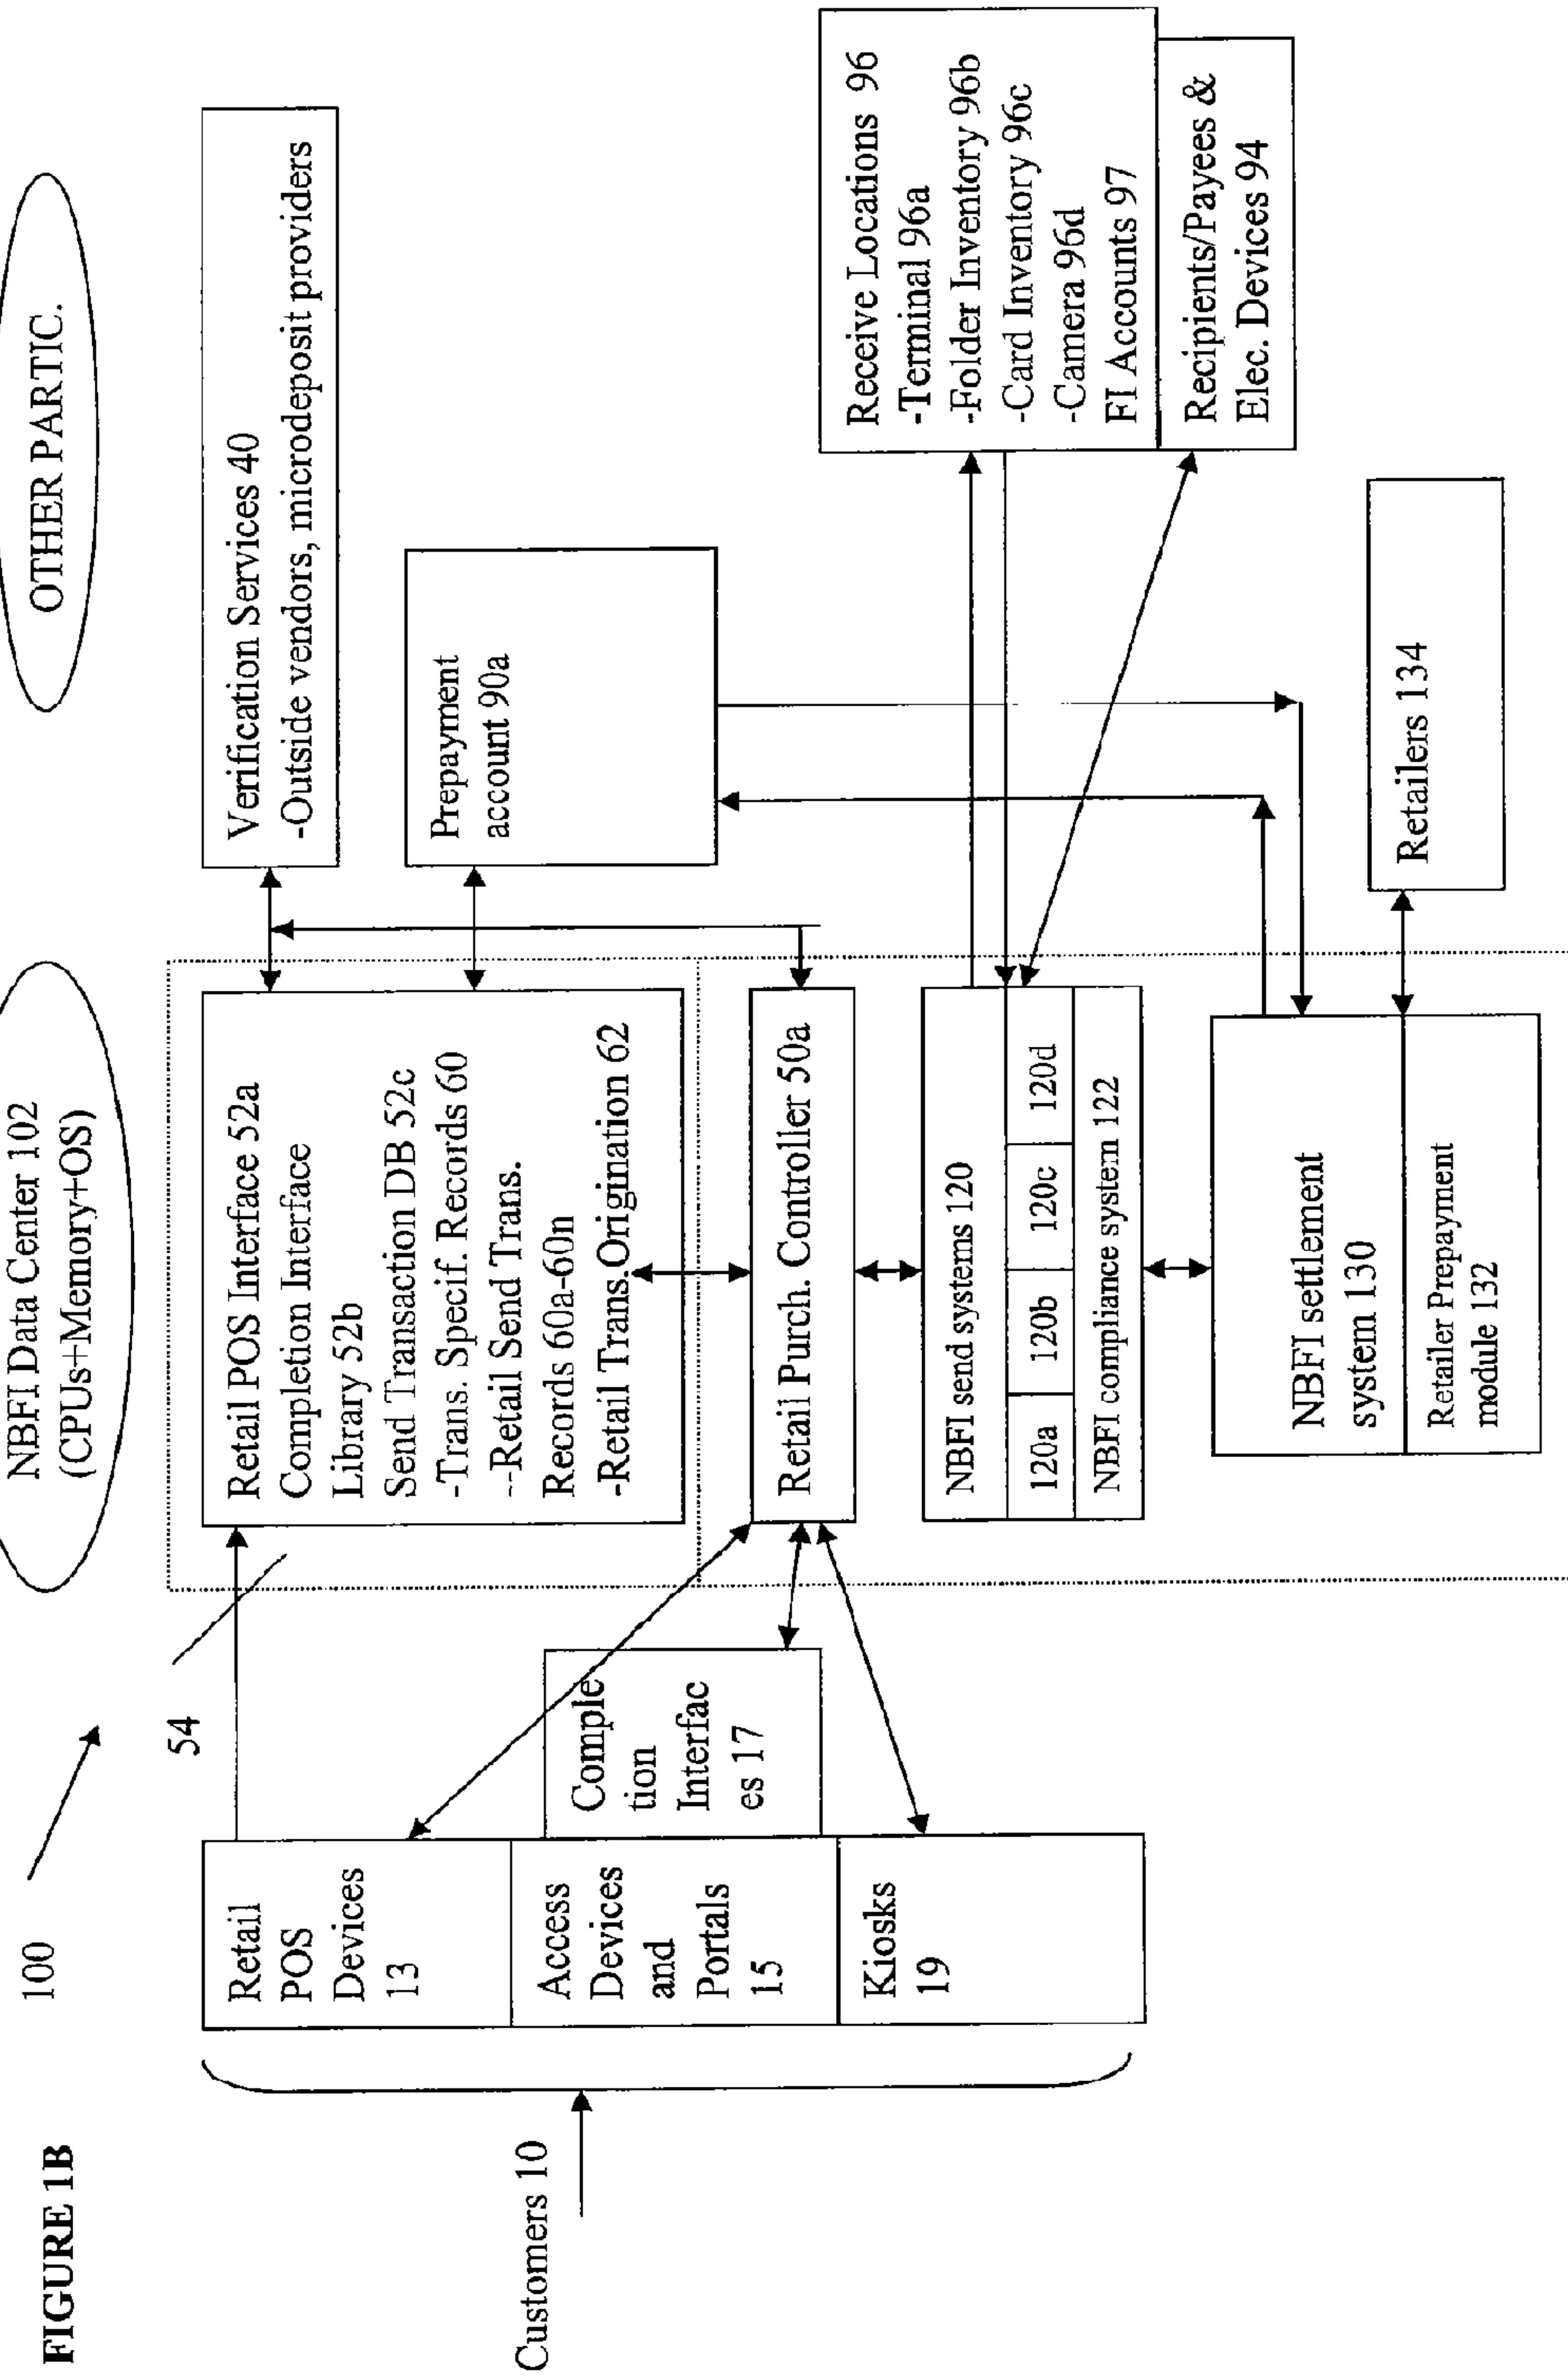 FIGURE 1B
100
NBFI Data Center 102
(CPUs+Memory+OS)
OTHER PARTIC.
54
Customers 10
Retail
POS
Devices
13
Access
Devices
and
Portals
15
Kiosks
19
Comple
tion
Interfac
es 17
Retail POS Interface 52a
Completion Interface
Library 52b
Send Transaction DB 52c
-Trans. Specif. Records 60
--Retail Send Trans.
Records 60a-60n
-Retail Trans.Origination 62
Retail Purch. Controller 50a
NBFI send systems 120
120a 120b 120c 120d
NBFI compliance system 122
NBFI settlement
system 130
Retailer Prepayment
module 132
Verification Services 40
-Outside vendors, microdeposit providers
Prepayment
account 90a
Receive Locations 96
-Terminal 96a
-Folder Inventory 96b
-Card Inventory 96c
-Camera 96d
FI Accounts 97
Recipients/Payees &
Elec. Devices 94
Retailers 134